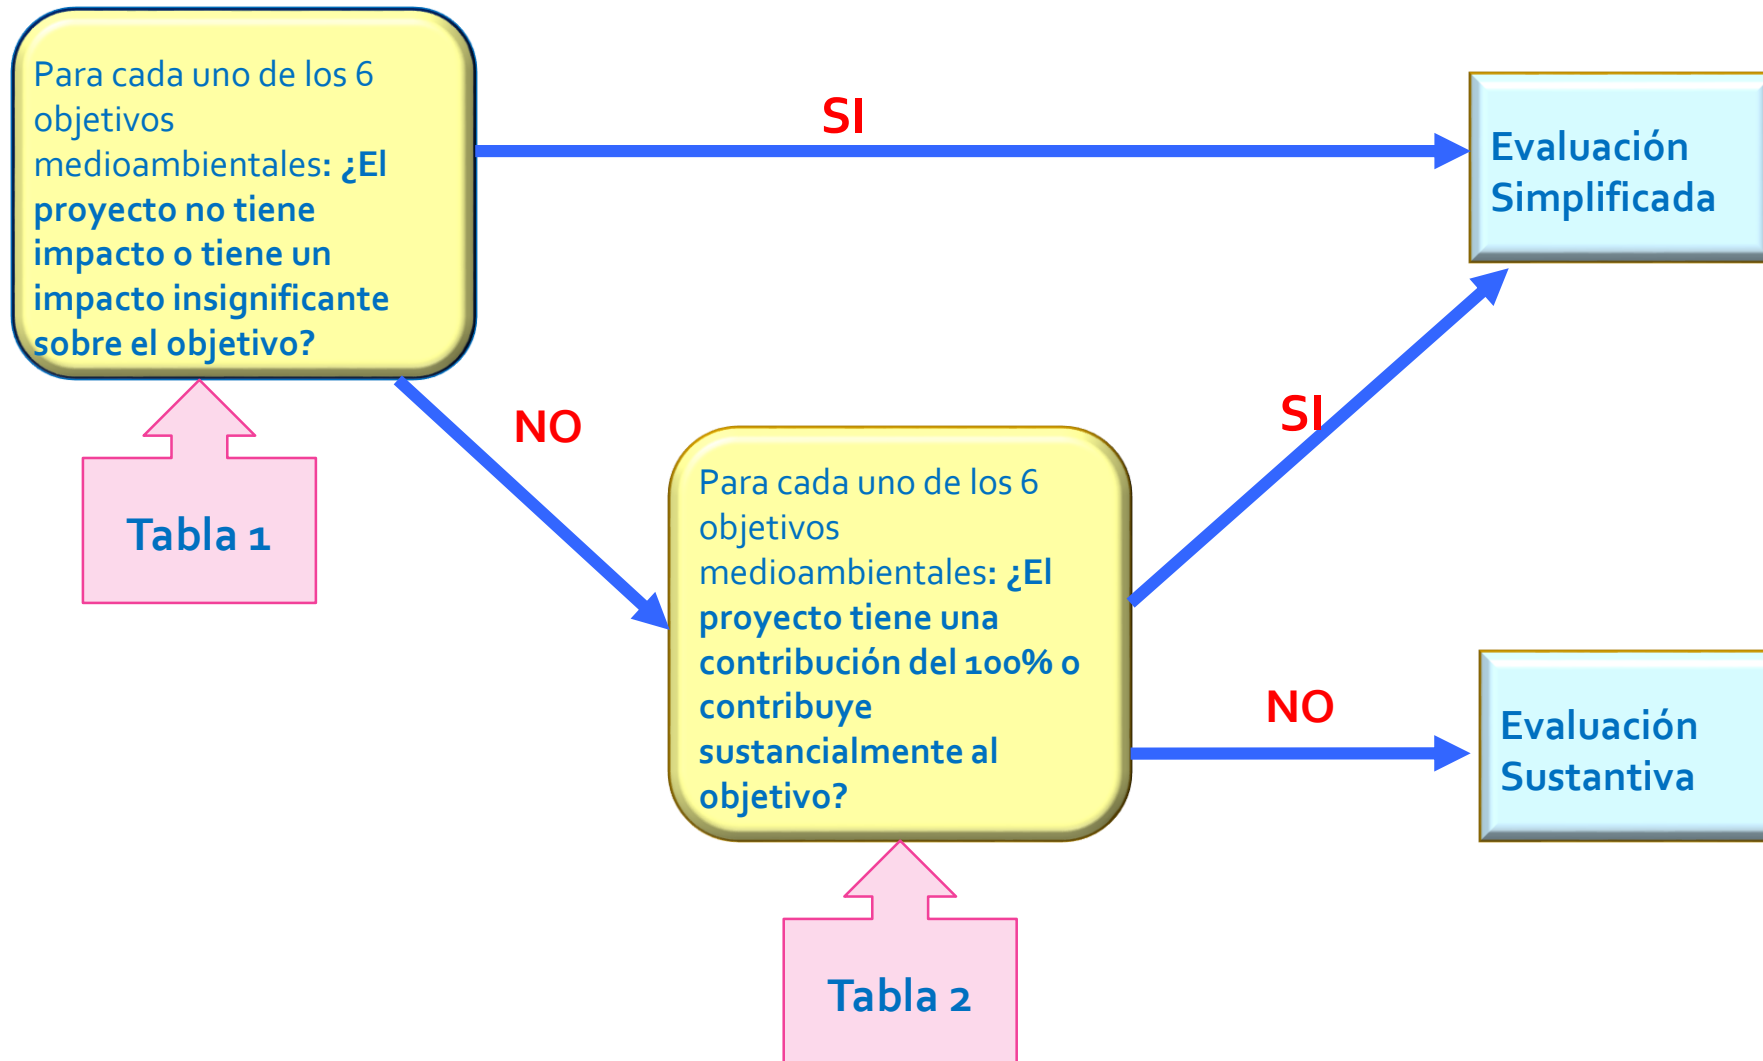 Para cada uno de los 6
objetivos
medioambientales: ¿El
proyecto no tiene
impacto o tiene un
impacto insignificante
sobre el objetivo?
SI
Evaluación
Simplificada
NO
Tabla 1
Para cada uno de los 6
objetivos
medioambientales: ¿El
proyecto tiene una
contribución del 100% o
contribuye
sustancialmente al
objetivo?
SI
NO
Evaluación
Sustantiva
Tabla 2